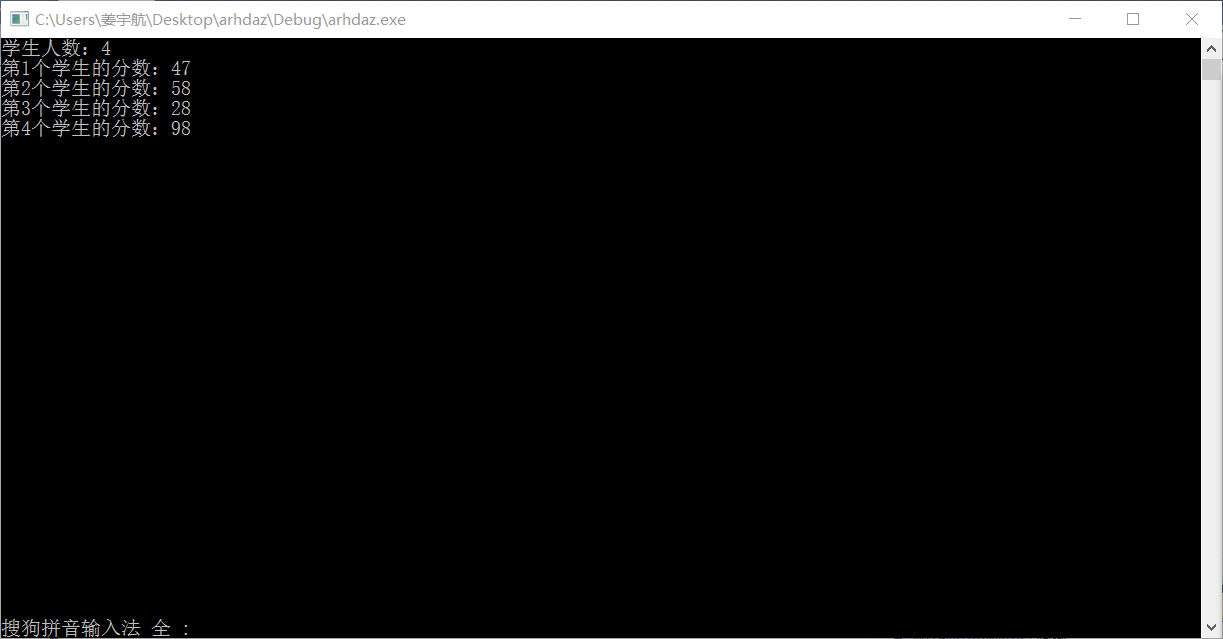 C:\Users\姜宇航\Desktop\arhdaz\Debug\arhdaz.exe
学生人数：4
第1个学生的分数：47
第2个学生的分数：58
第3个学生的分数：28
第4个学生的分数：98
搜狗拼音输入法 全 :